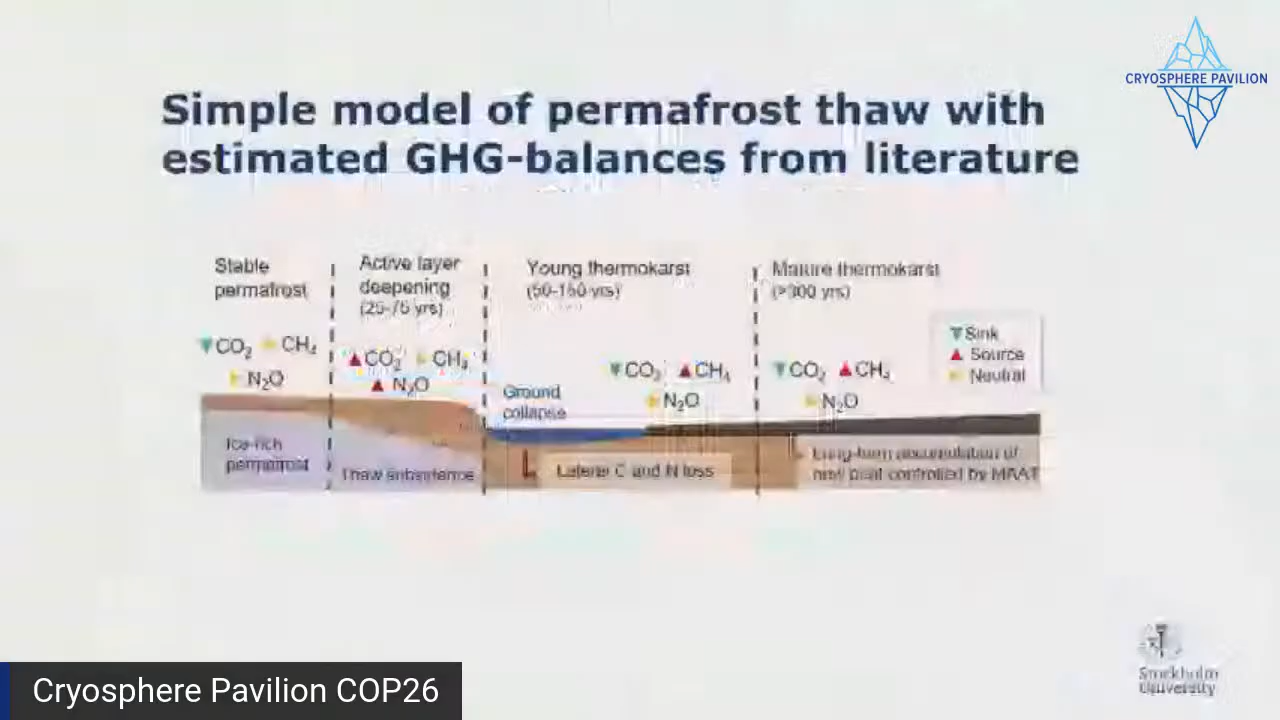 CRYOSPHERE PAVILION
Simple model of permafrost thaw with
estimated GHG-balances from literature
Stable
permafrost
Active layer
deepening
(25-75 yrs)
Young thermokarst
(50-150 yrs)
Mature thermokarst
(>300 yrs)
CO2 CH4
N2O
CO2 CH4
N2O
CO2 CH4
N2O
CO2 CH4
N2O
Sink
Source
Neutral
Ground
collapse
Ice-rich
permafrost
Thaw subsidence
Lateral C and N loss
Long-term accumulation of
new peat controlled by MAAT
Stockholm
University
Cryosphere Pavilion COP26